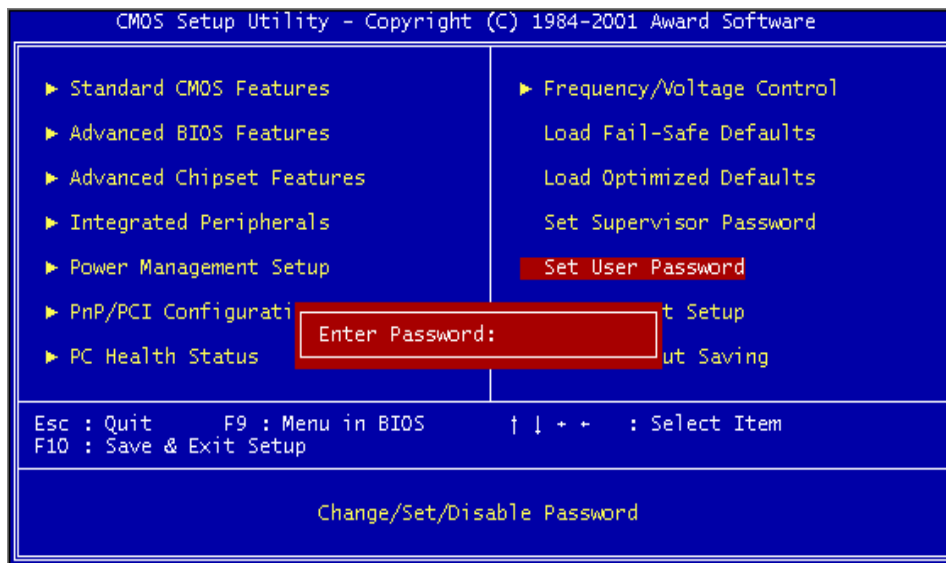 CMOS Setup Utility – Copyright (C) 1984–2001 Award Software
► Standard CMOS Features
► Advanced BIOS Features
► Advanced Chipset Features
► Integrated Peripherals
► Power Management Setup
► PnP/PCI Configurati
► PC Health Status
► Frequency/Voltage Control
Load Fail–Safe Defaults
Load Optimized Defaults
Set Supervisor Password
Set User Password
t Setup
ut Saving
Enter Password:
Esc : Quit F9 : Menu in BIOS ↑ ↓ → ← : Select Item
F10 : Save & Exit Setup
Change/Set/Disable Password